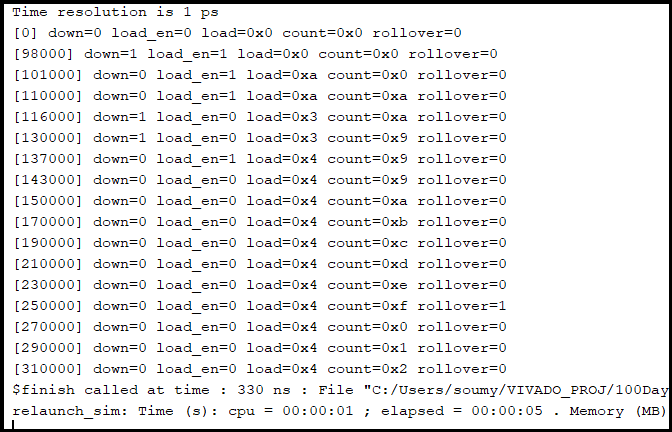 Time resolution is 1 ps
[0] down=0 load_en=0 load=0x0 count=0x0 rollover=0
[98000] down=1 load_en=1 load=0x0 count=0x0 rollover=0
[101000] down=0 load_en=1 load=0xa count=0x0 rollover=0
[110000] down=0 load_en=1 load=0xa count=0xa rollover=0
[116000] down=1 load_en=0 load=0x3 count=0xa rollover=0
[130000] down=1 load_en=0 load=0x3 count=0x9 rollover=0
[137000] down=0 load_en=1 load=0x4 count=0x9 rollover=0
[143000] down=0 load_en=0 load=0x4 count=0x9 rollover=0
[150000] down=0 load_en=0 load=0x4 count=0xa rollover=0
[170000] down=0 load_en=0 load=0x4 count=0xb rollover=0
[190000] down=0 load_en=0 load=0x4 count=0xc rollover=0
[210000] down=0 load_en=0 load=0x4 count=0xd rollover=0
[230000] down=0 load_en=0 load=0x4 count=0xe rollover=0
[250000] down=0 load_en=0 load=0x4 count=0xf rollover=1
[270000] down=0 load_en=0 load=0x4 count=0x0 rollover=0
[290000] down=0 load_en=0 load=0x4 count=0x1 rollover=0
[310000] down=0 load_en=0 load=0x4 count=0x2 rollover=0
$finish called at time : 330 ns : File "C:/Users/soumy/VIVADO_PROJ/100Day
relaunch_sim: Time (s): cpu = 00:00:01 ; elapsed = 00:00:05 . Memory (MB)